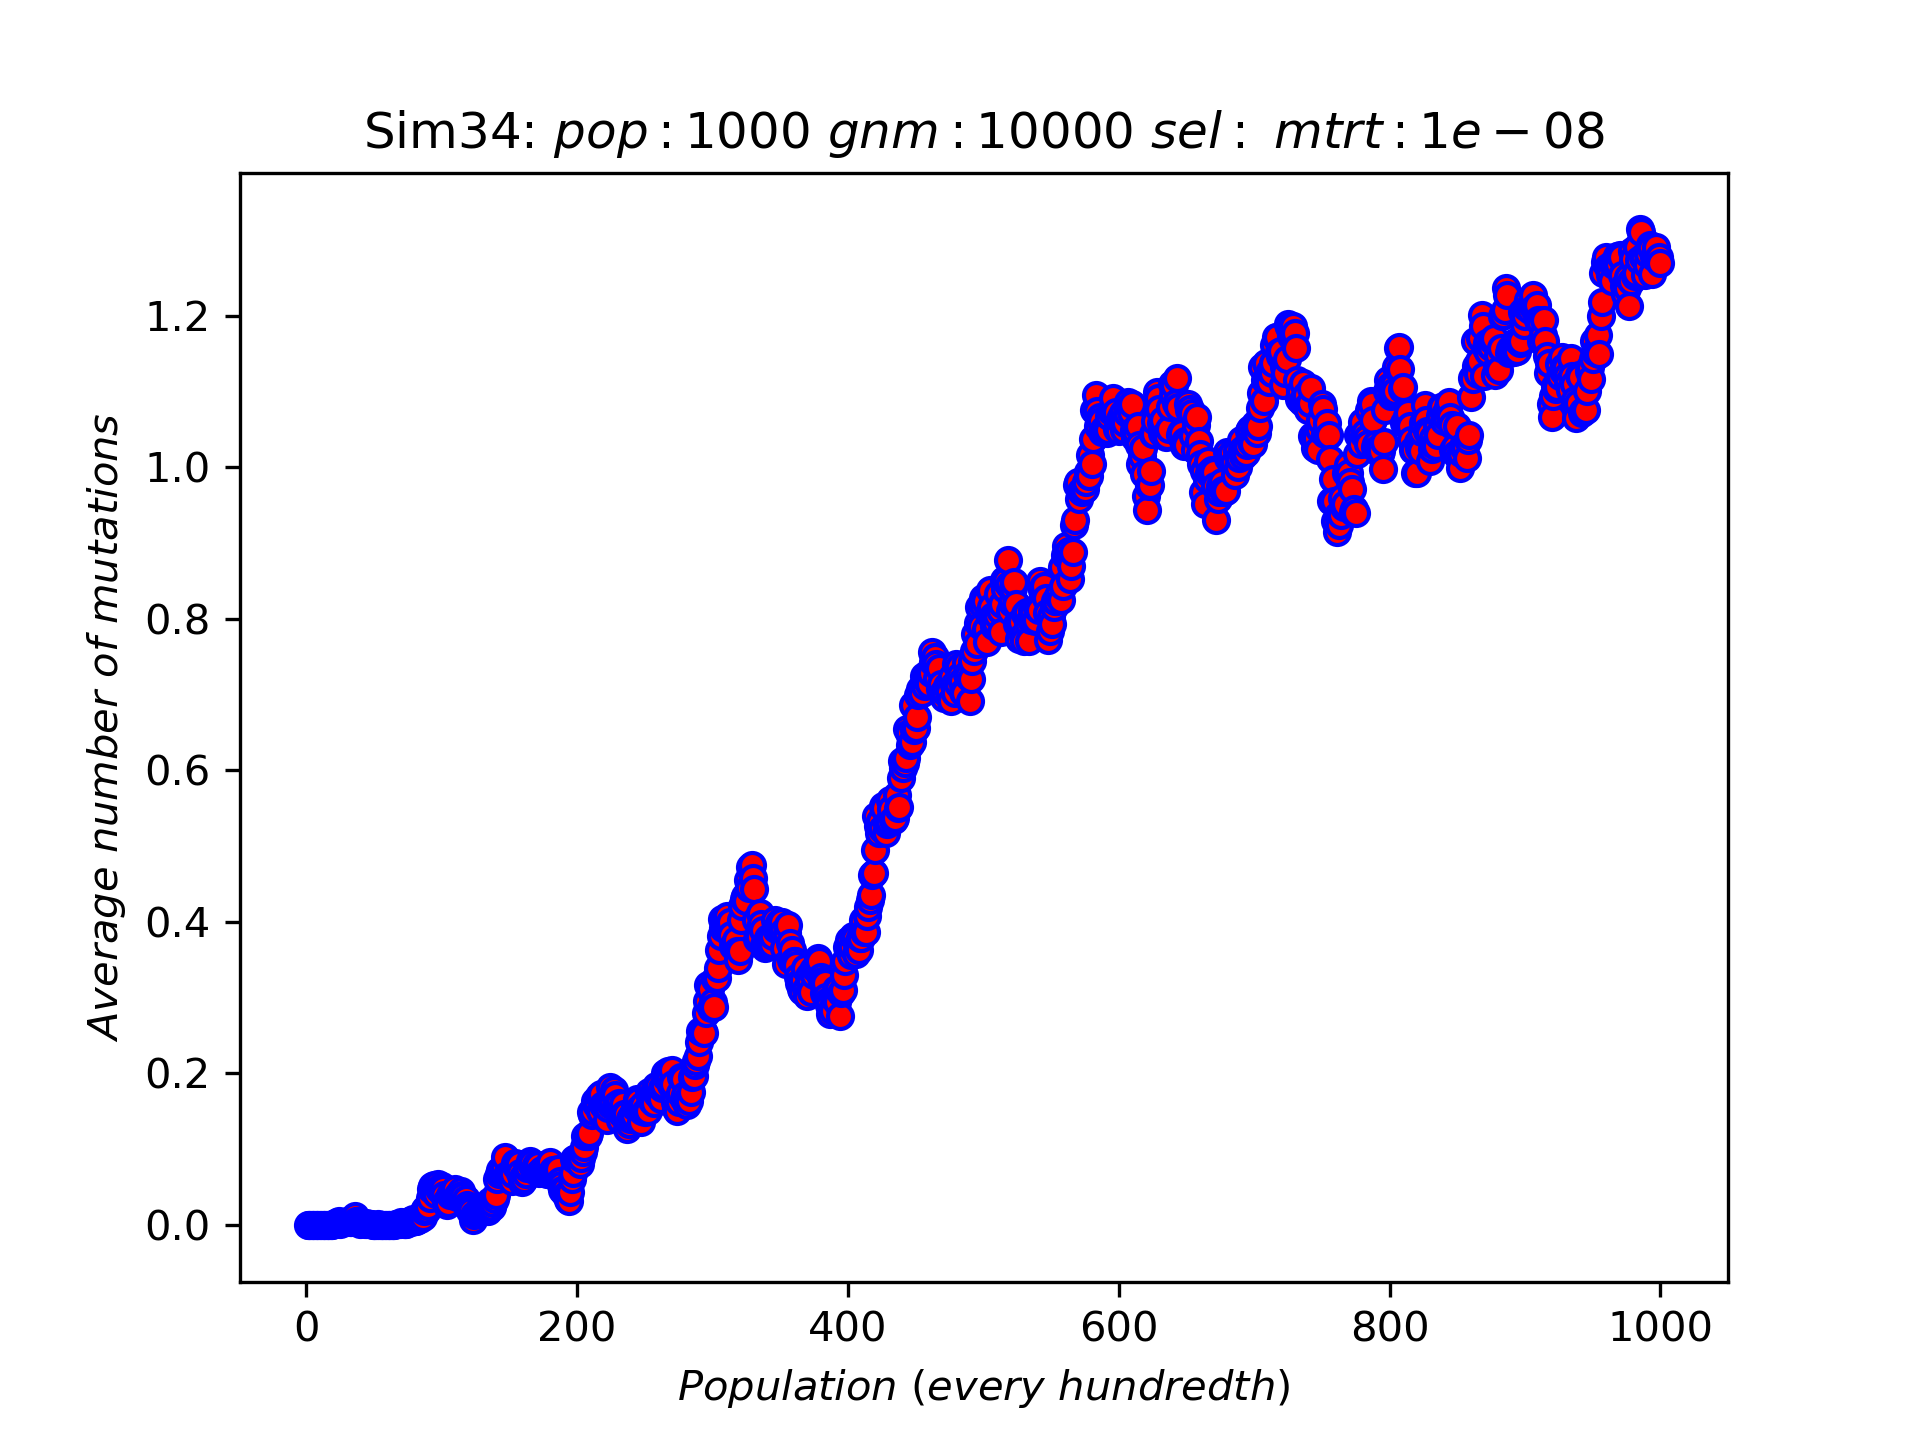 Sim34: pop : 1000 gnm : 10000 sel : mtrt : 1e − 08
Average number of mutations
1.2
1.0
0.8
0.6
0.4
0.2
0.0
0 200 400 600 800 1000
Population (every hundredth)